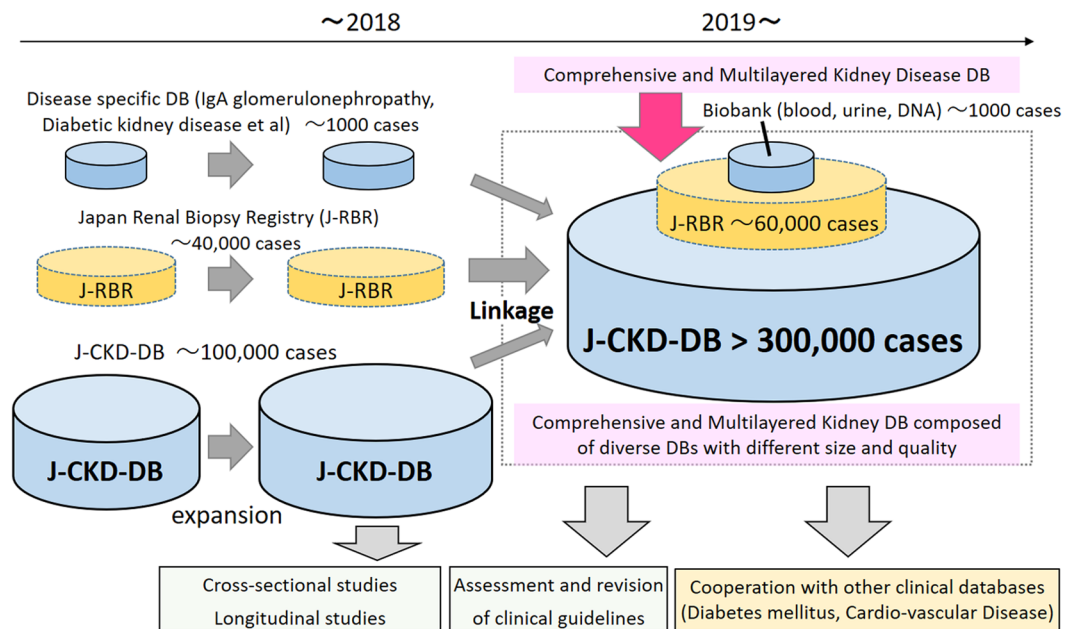 ~2018
2019~
Comprehensive and Multilayered Kidney Disease DB
Disease specific DB (IgA glomerulonephropathy,
Diabetic kidney disease et al) ~1000 cases
Biobank (blood, urine, DNA) ~1000 cases
Japan Renal Biopsy Registry (J-RBR)
~40,000 cases
J-RBR
J-RBR
J-RBR ~60,000 cases
Linkage
J-CKD-DB > 300,000 cases
J-CKD-DB ~100,000 cases
J-CKD-DB
J-CKD-DB
expansion
Comprehensive and Multilayered Kidney DB composed
of diverse DBs with different size and quality
Cross-sectional studies
Longitudinal studies
Assessment and revision
of clinical guidelines
Cooperation with other clinical databases
(Diabetes mellitus, Cardio-vascular Disease)